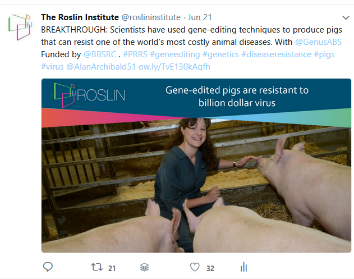 The Roslin Institute @roslininstitute · Jun 21
BREAKTHROUGH: Scientists have used gene-editing techniques to produce pigs
that can resist one of the world's most costly animal diseases. With @GenusABS
Funded by @BBSRC . #PRRS #geneediting #genetics #diseaseresistance #pigs
#virus @AlanArchibald51 ow.ly/TvE130kAqfh
ROSLIN
Gene-edited pigs are resistant to
billion dollar virus
21
32